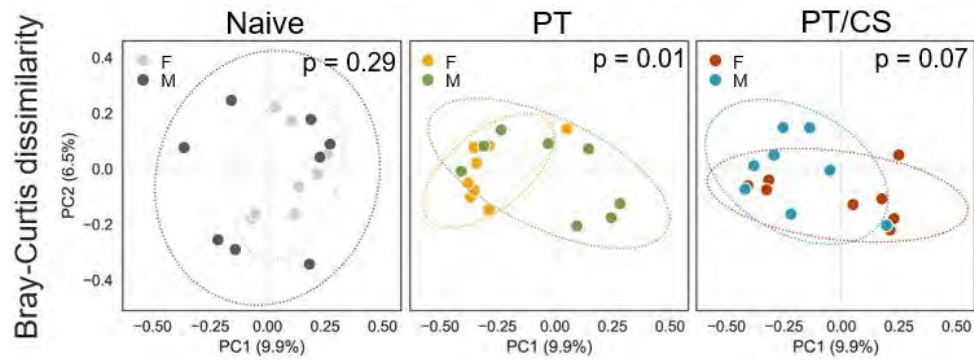 Naive
PT
PT/CS
Bray-Curtis dissimilarity
PC2 (6.5%)
0.4
0.2
0.0
−0.2
−0.4
F
M
p = 0.29
F
M
p = 0.01
F
M
p = 0.07
−0.50 −0.25 0.00 0.25 0.50
−0.50 −0.25 0.00 0.25 0.50
−0.50 −0.25 0.00 0.25 0.50
PC1 (9.9%)
PC1 (9.9%)
PC1 (9.9%)